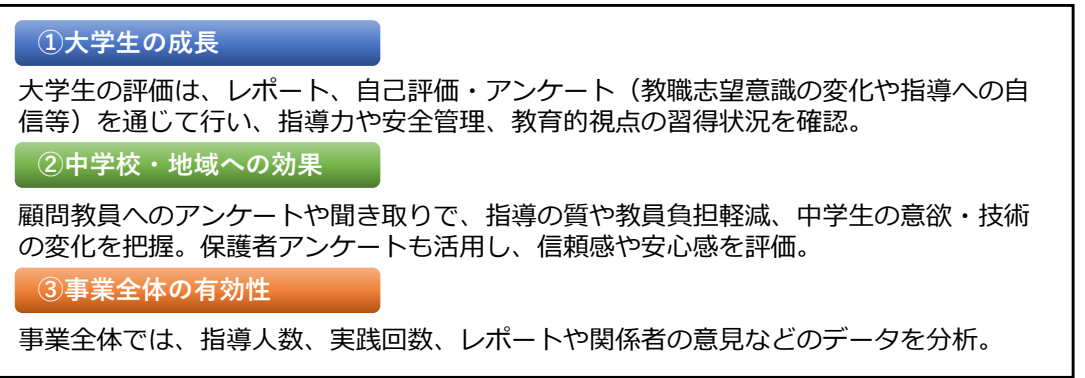 ①大学生の成長
大学生の評価は、レポート、自己評価・アンケート（教職志望意識の変化や指導への自
信等）を通じて行い、指導力や安全管理、教育的視点の習得状況を確認。
②中学校・地域への効果
顧問教員へのアンケートや聞き取りで、指導の質や教員負担軽減、中学生の意欲・技術
の変化を把握。保護者アンケートも活用し、信頼感や安心感を評価。
③事業全体の有効性
事業全体では、指導人数、実践回数、レポートや関係者の意見などのデータを分析。